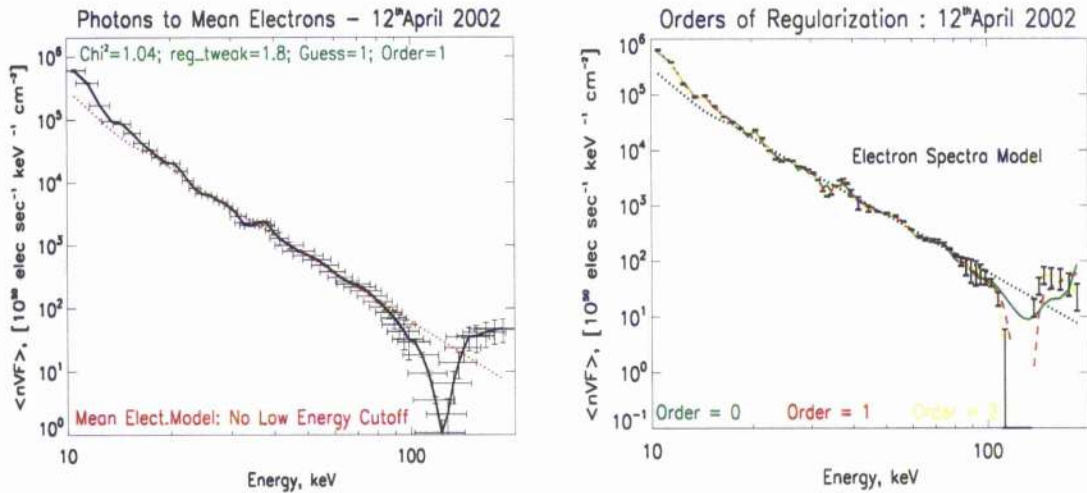 Photons to Mean Electrons – 12th April 2002
Chi²=1.04; reg_tweak=1.8; Guess=1; Order=1
<nVF>, [10⁵⁰ elec sec⁻¹ keV ⁻¹ cm⁻²]
10⁶
10⁵
10⁴
10³
10²
10¹
10⁰
Mean Elect.Model: No Low Energy Cutoff
10
100
Energy, keV
Orders of Regularization : 12th April 2002
<nVF>, [10⁵⁰ elec sec⁻¹ keV ⁻¹ cm⁻²]
10⁶
10⁵
10⁴
10³
10²
10¹
10⁰
10⁻¹
Electron Spectra Model
Order = 0
Order = 1
Order = 2
10
100
Energy, keV